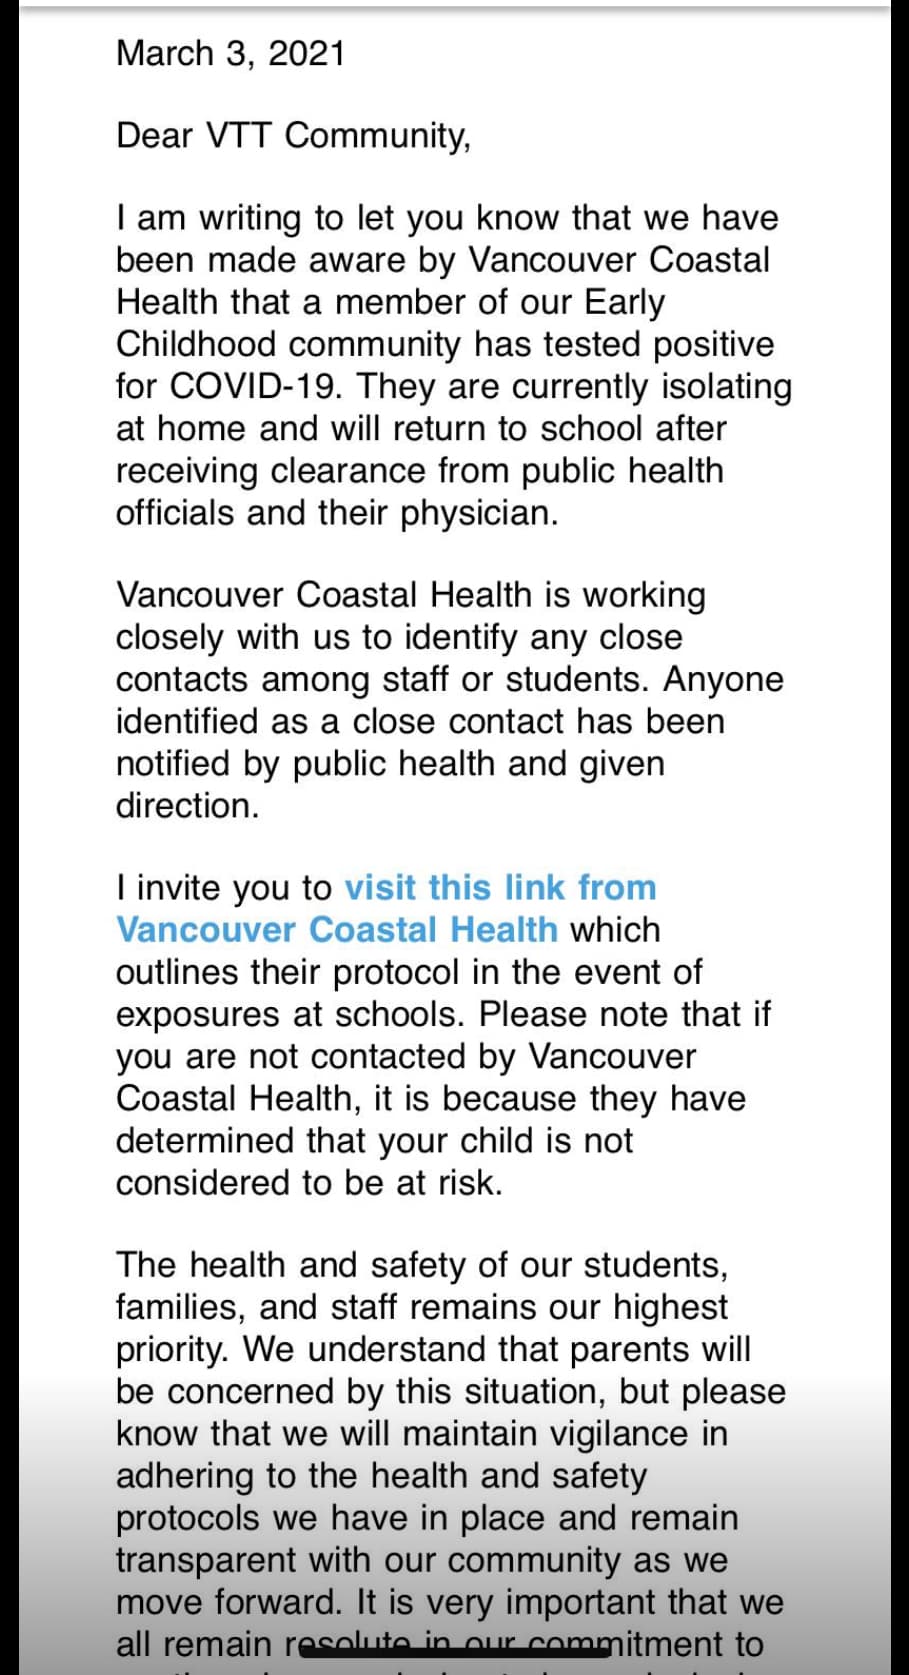 March 3, 2021
Dear VTT Community,
I am writing to let you know that we have
been made aware by Vancouver Coastal
Health that a member of our Early
Childhood community has tested positive
for COVID-19. They are currently isolating
at home and will return to school after
receiving clearance from public health
officials and their physician.
Vancouver Coastal Health is working
closely with us to identify any close
contacts among staff or students. Anyone
identified as a close contact has been
notified by public health and given
direction.
I invite you to visit this link from
Vancouver Coastal Health which
outlines their protocol in the event of
exposures at schools. Please note that if
you are not contacted by Vancouver
Coastal Health, it is because they have
determined that your child is not
considered to be at risk.
The health and safety of our students,
families, and staff remains our highest
priority. We understand that parents will
be concerned by this situation, but please
know that we will maintain vigilance in
adhering to the health and safety
protocols we have in place and remain
transparent with our community as we
move forward. It is very important that we
all remain resolute in our commitment to